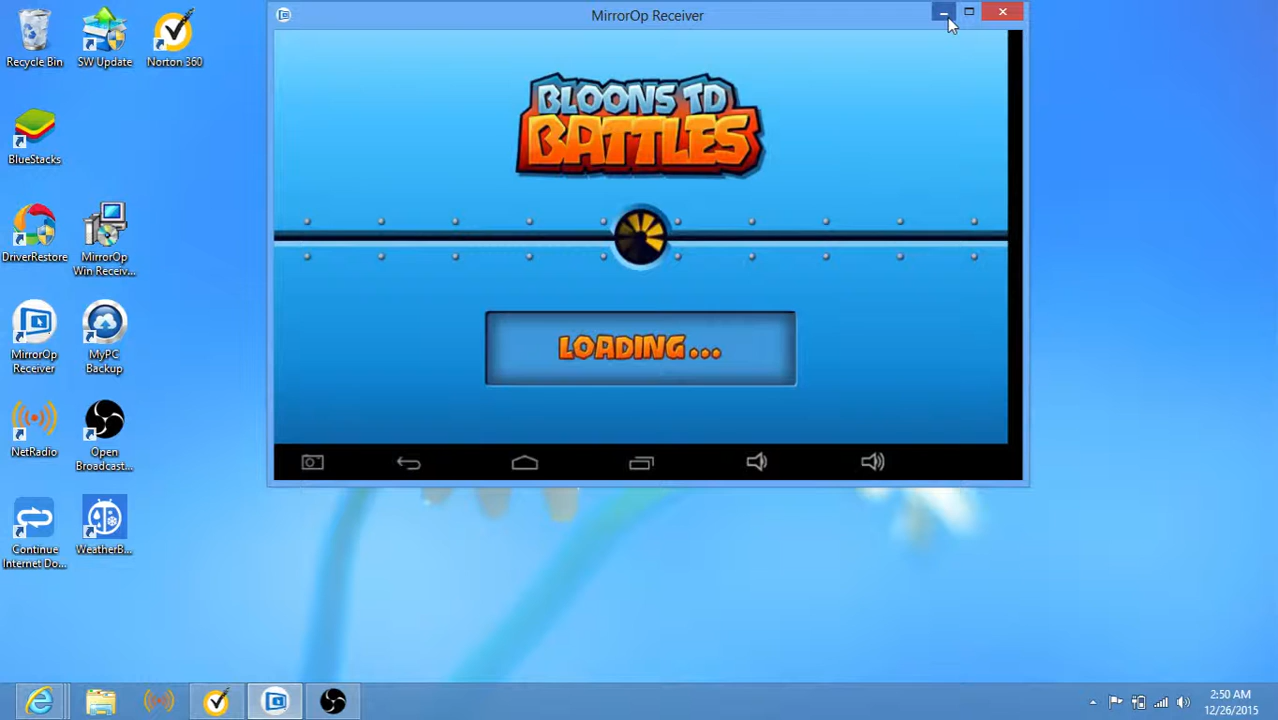 MirrorOp Receiver
Recycle Bin
SW Update
Norton 360
BLOONS TD
BATTLES
BlueStacks
LOADING...
DriverRestore
MirrorOp
Win Receiv...
MirrorOp
Receiver
MyPC
Backup
NetRadio
Open
Broadcast...
Continue
Internet Do...
WeatherB...
2:50 AM
12/26/2015